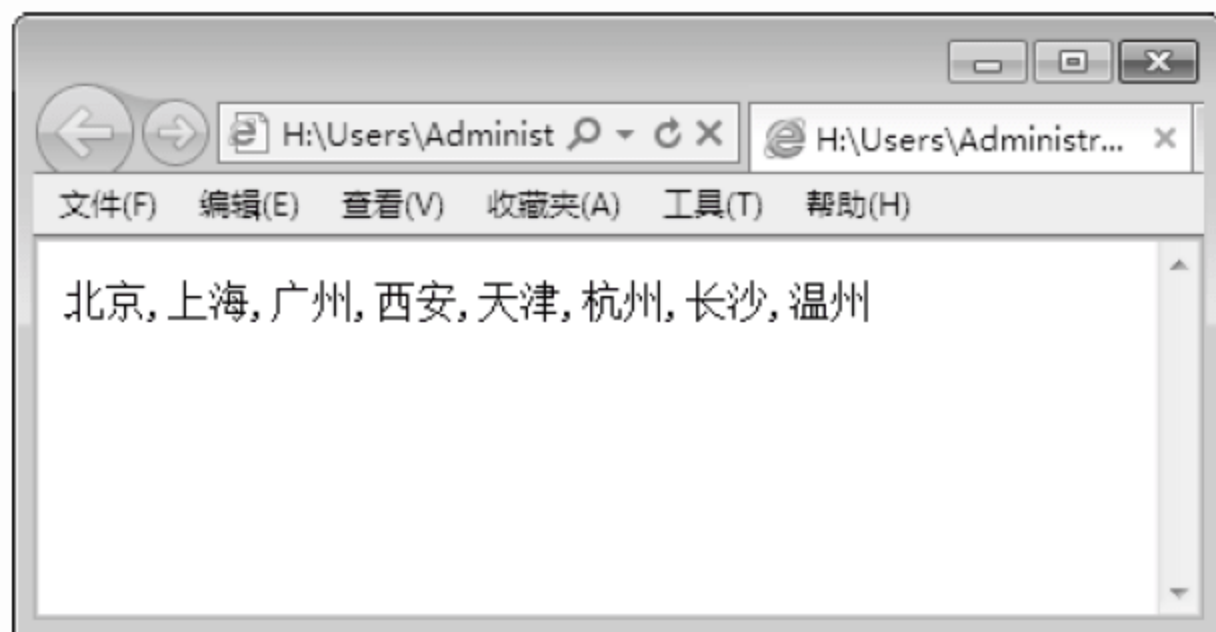 H:\Users\Administ
H:\Users\Administr...
文件(F) 编辑(E) 查看(V) 收藏夹(A) 工具(T) 帮助(H)
北京,上海,广州,西安,天津,杭州,长沙,温州